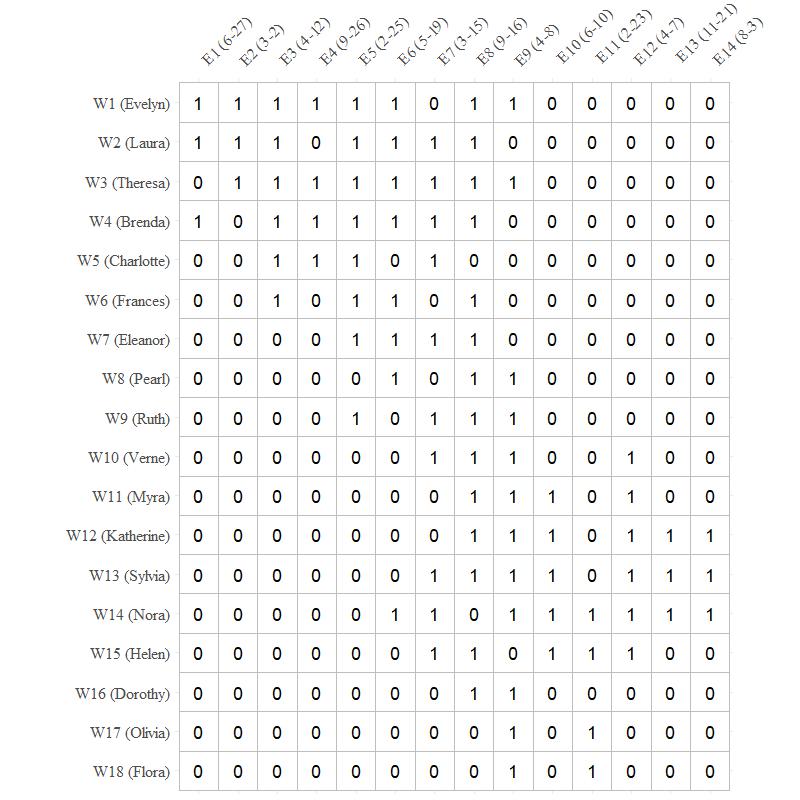 E1 (6-27) E2 (3-2) E3 (4-12) E4 (9-26) E5 (2-25) E6 (5-19) E7 (3-15) E8 (9-16) E9 (4-8) E10 (6-10) E11 (2-23) E12 (4-7) E13 (11-21) E14 (8-3)
W1 (Evelyn) 1 1 1 1 1 1 0 1 1 0 0 0 0 0
W2 (Laura) 1 1 1 0 1 1 1 1 0 0 0 0 0 0
W3 (Theresa) 0 1 1 1 1 1 1 1 1 0 0 0 0 0
W4 (Brenda) 1 0 1 1 1 1 1 1 0 0 0 0 0 0
W5 (Charlotte) 0 0 1 1 1 0 1 0 0 0 0 0 0 0
W6 (Frances) 0 0 1 0 1 1 0 1 0 0 0 0 0 0
W7 (Eleanor) 0 0 0 0 1 1 1 1 0 0 0 0 0 0
W8 (Pearl) 0 0 0 0 0 1 0 1 1 0 0 0 0 0
W9 (Ruth) 0 0 0 0 1 0 1 1 1 0 0 0 0 0
W10 (Verne) 0 0 0 0 0 0 1 1 1 0 0 1 0 0
W11 (Myra) 0 0 0 0 0 0 0 1 1 1 0 1 0 0
W12 (Katherine) 0 0 0 0 0 0 0 1 1 1 0 1 1 1
W13 (Sylvia) 0 0 0 0 0 0 1 1 1 1 0 1 1 1
W14 (Nora) 0 0 0 0 0 1 1 0 1 1 1 1 1 1
W15 (Helen) 0 0 0 0 0 0 1 1 0 1 1 1 0 0
W16 (Dorothy) 0 0 0 0 0 0 0 1 1 0 0 0 0 0
W17 (Olivia) 0 0 0 0 0 0 0 0 1 0 1 0 0 0
W18 (Flora) 0 0 0 0 0 0 0 0 1 0 1 0 0 0